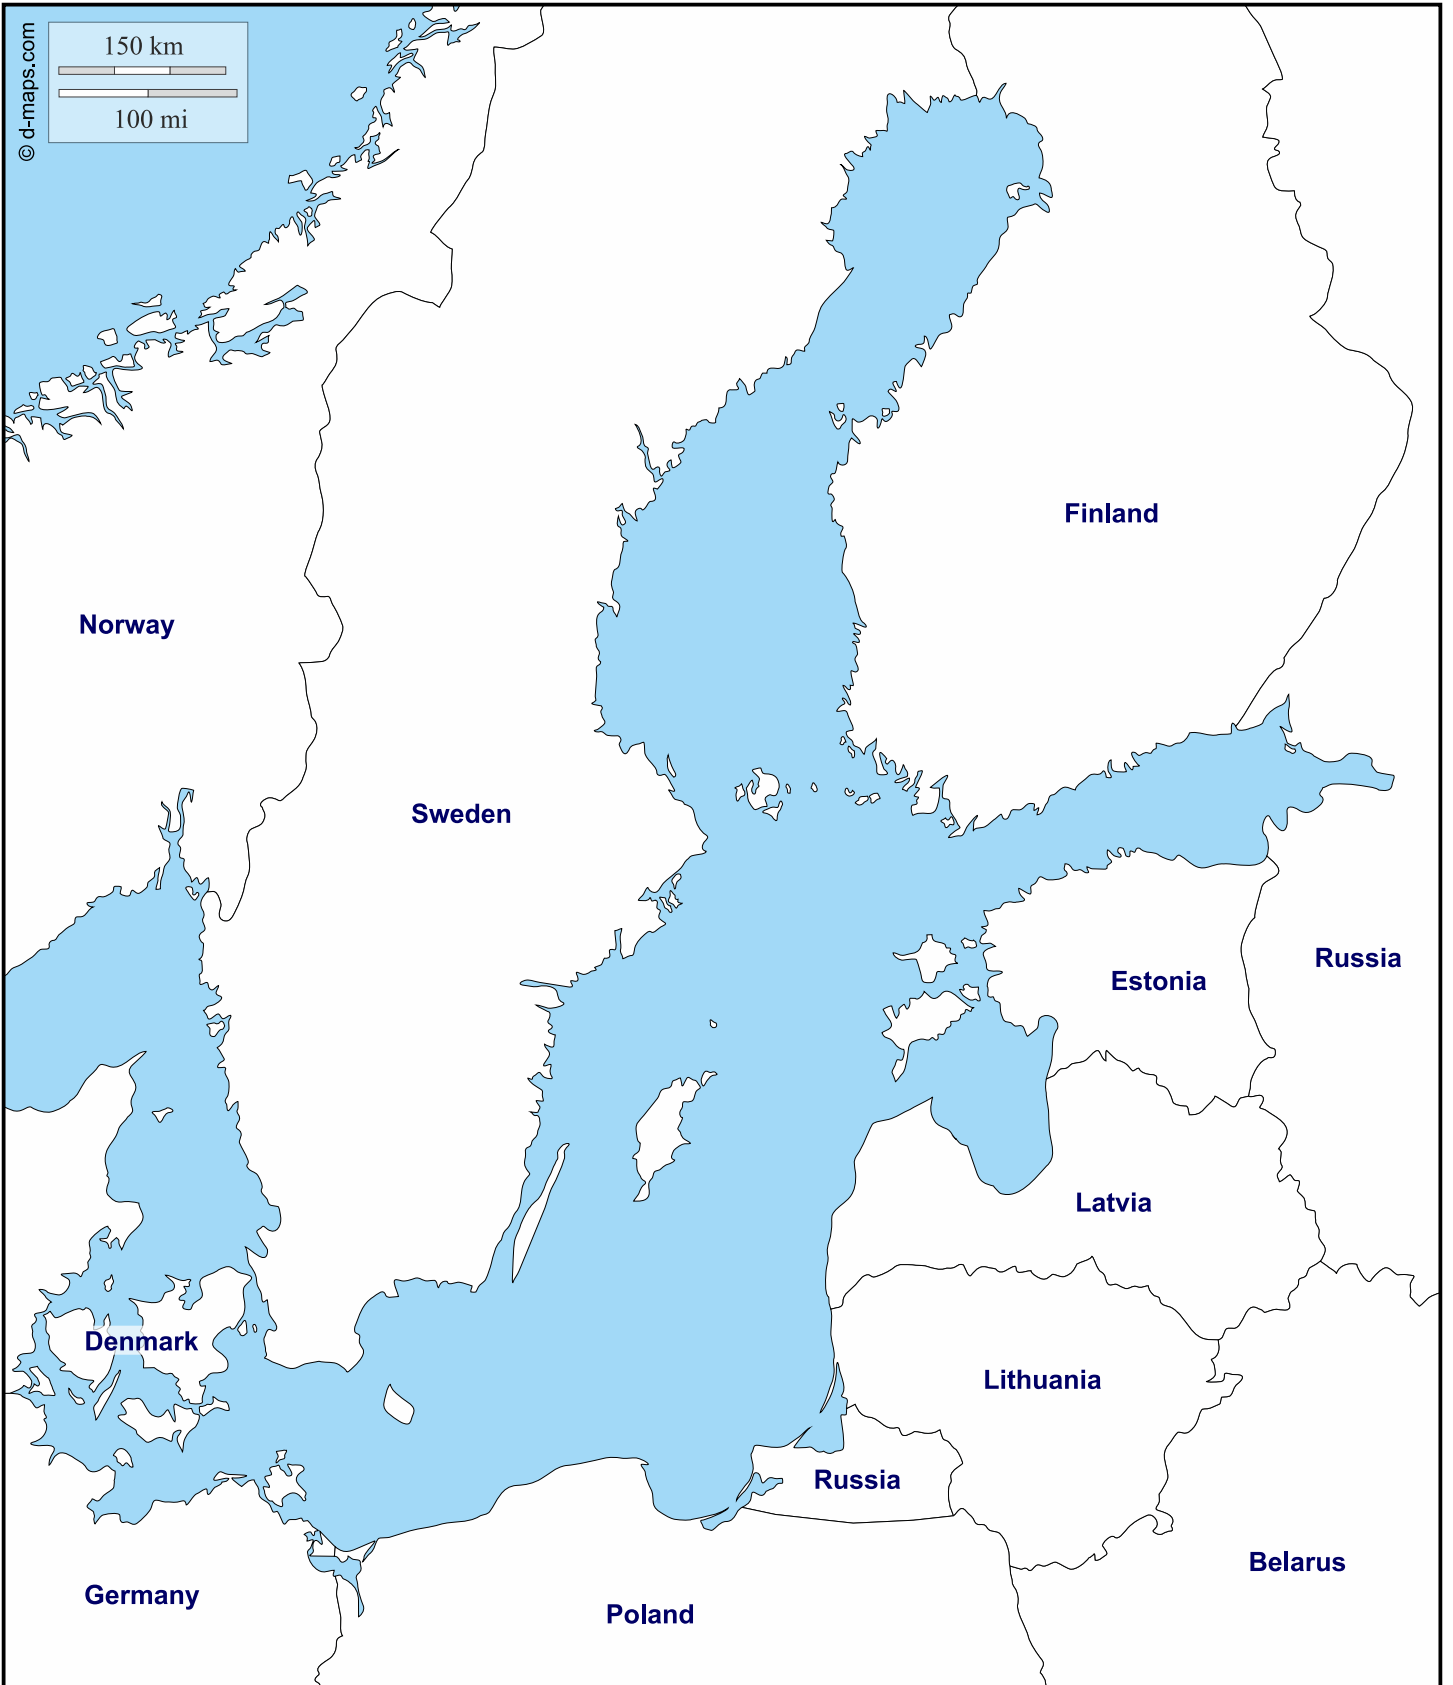 © d-maps.com
150 km
100 mi
Finland
Norway
Sweden
Russia
Estonia
Latvia
Denmark
Lithuania
Russia
Belarus
Germany
Poland